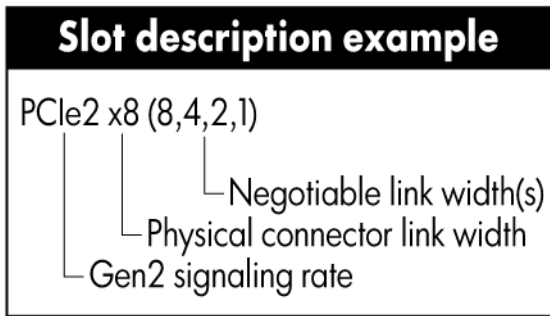 Slot description example
PCIe2 x8 (8,4,2,1)
Negotiable link width(s)
Physical connector link width
Gen2 signaling rate